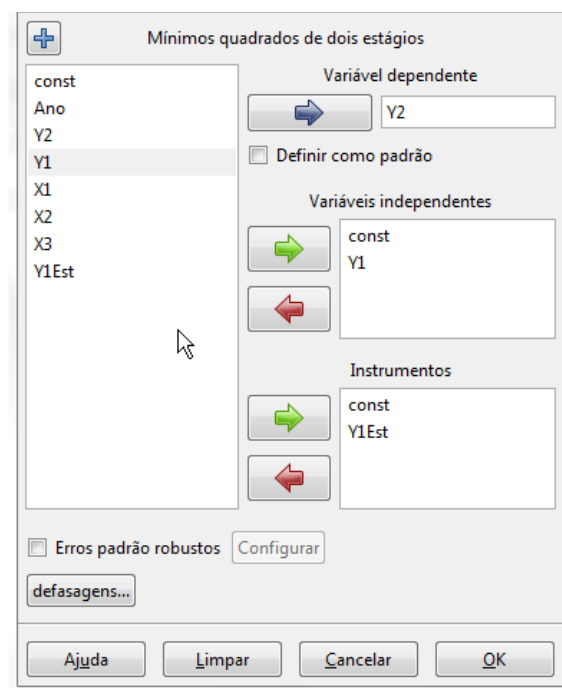 Mínimos quadrados de dois estágios
const
Ano
Y2
Y1
X1
X2
X3
Y1Est
Variável dependente
Y2
Definir como padrão
Variáveis independentes
const
Y1
Instrumentos
const
Y1Est
Erros padrão robustos Configurar
defasagens...
Ajuda Limpar Cancelar OK